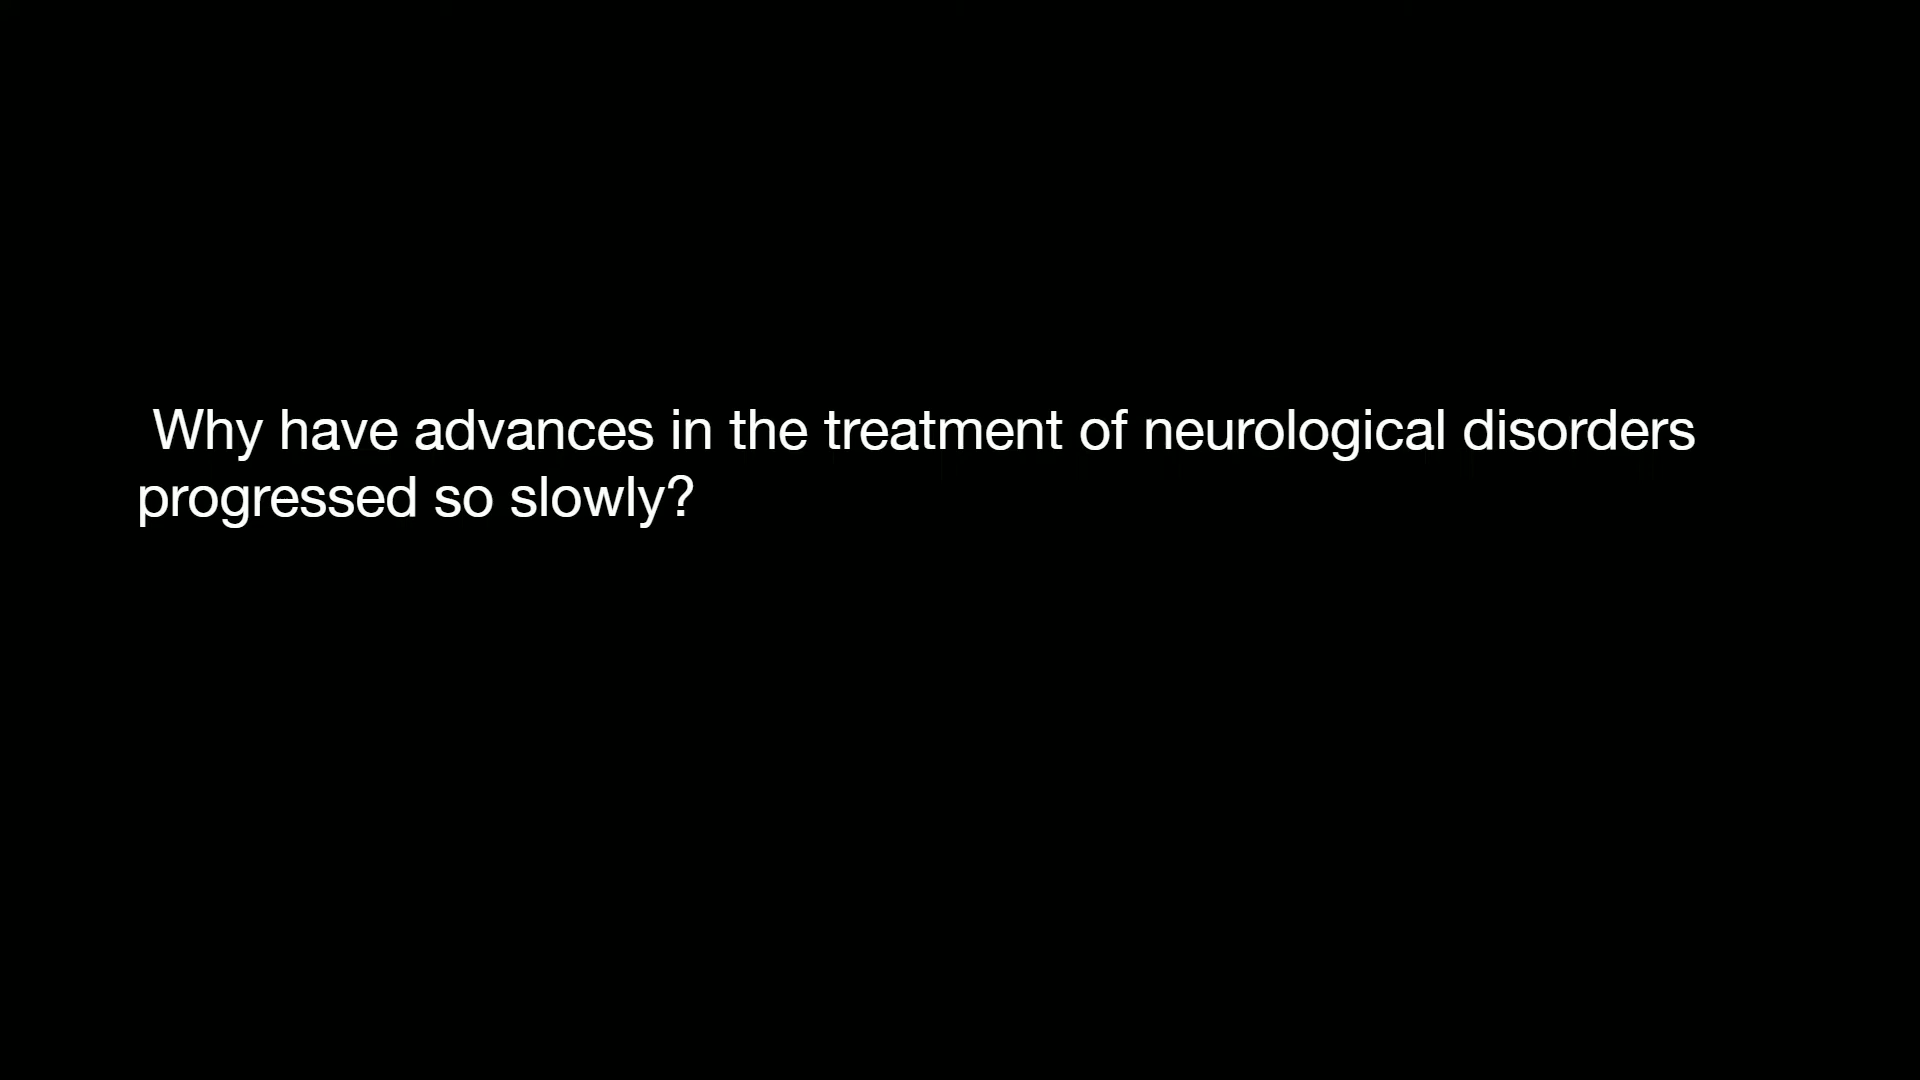 Why have advances in the treatment of neurological disorders
progressed so slowly?